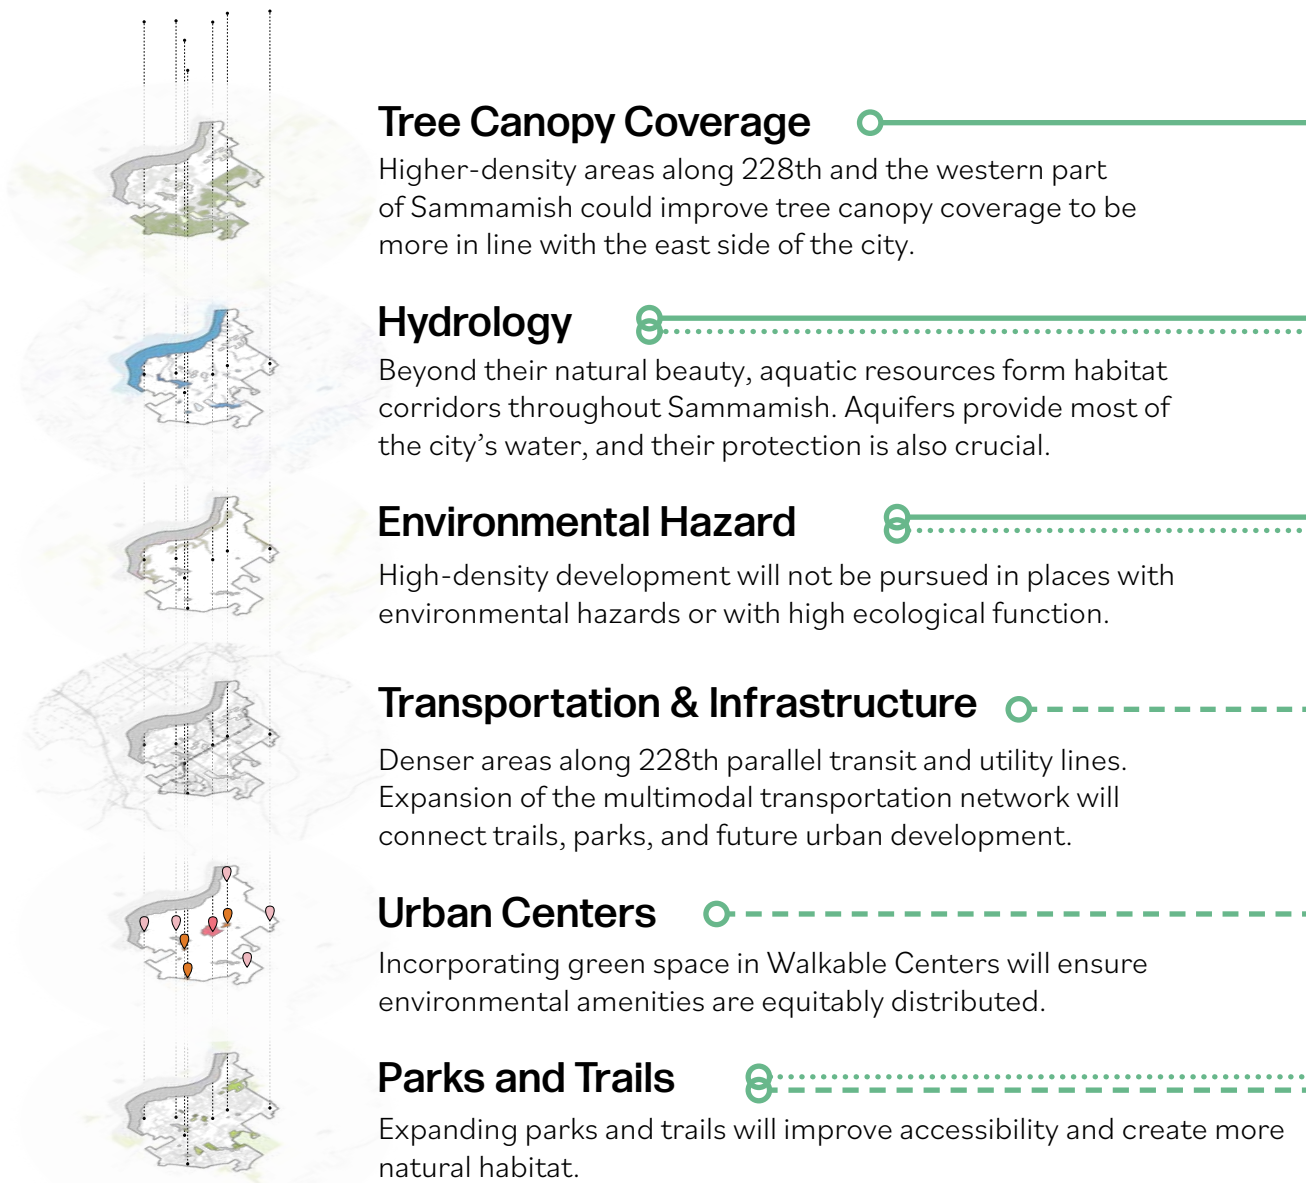 Tree Canopy Coverage
Higher-density areas along 228th and the western part
of Sammamish could improve tree canopy coverage to be
more in line with the east side of the city.
Hydrology
Beyond their natural beauty, aquatic resources form habitat
corridors throughout Sammamish. Aquifers provide most of
the city's water, and their protection is also crucial.
Environmental Hazard
High-density development will not be pursued in places with
environmental hazards or with high ecological function.
Transportation & Infrastructure
Denser areas along 228th parallel transit and utility lines.
Expansion of the multimodal transportation network will
connect trails, parks, and future urban development.
Urban Centers
Incorporating green space in Walkable Centers will ensure
environmental amenities are equitably distributed.
Parks and Trails
Expanding parks and trails will improve accessibility and create more
natural habitat.